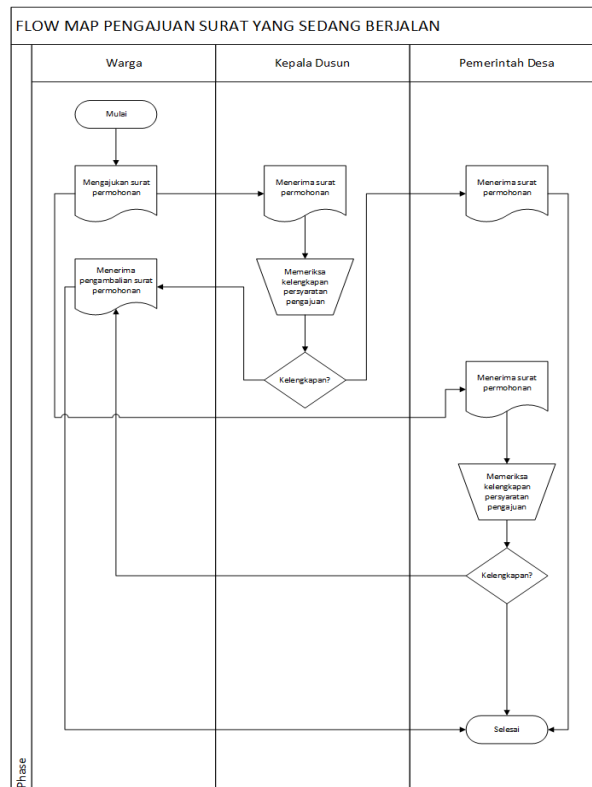 FLOW MAP PENGAJUAN SURAT YANG SEDANG BERJALAN
Warga
Kepala Dusun
Pemerintah Desa
Mulai
Mengajukan surat
permohonan
Menerima surat
permohonan
Menerima surat
permohonan
Menerima
pengambalian surat
permohonan
Memeriksa
kelengkapan
persyaratan
pengajuan
Kelengkapan?
Menerima surat
permohonan
Memeriksa
kelengkapan
persyaratan
pengajuan
Kelengkapan?
Selesai
Phase